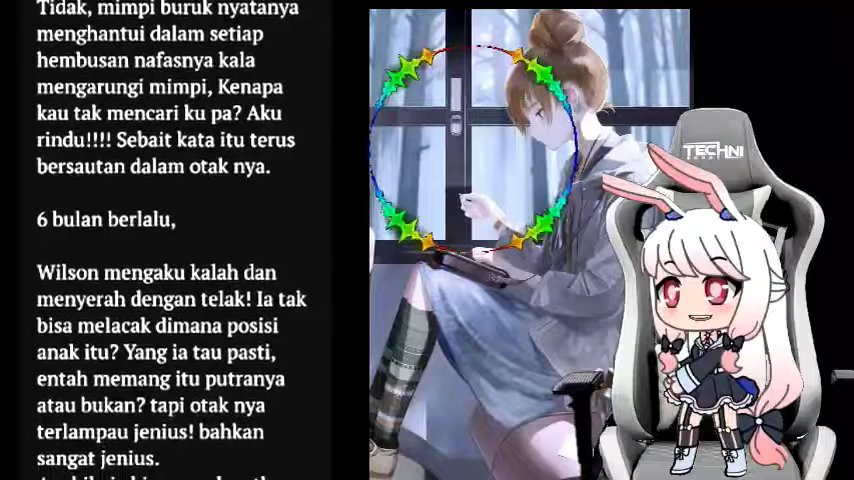 Tidak, mimpi buruk nyatanya
menghantui dalam setiap
hembusan nafasnya kala
mengarungi mimpi, Kenapa
kau tak mencari ku pa? Aku
rindu!!!! Sebait kata itu terus
bersautan dalam otak nya.
6 bulan berlalu,
Wilson mengaku kalah dan
menyerah dengan telak! Ia tak
bisa melacak dimana posisi
anak itu? Yang ia tau pasti,
entah memang itu putranya
atau bukan? tapi otak nya
terlampau jenius! bahkan
sangat jenius.
TECHNI